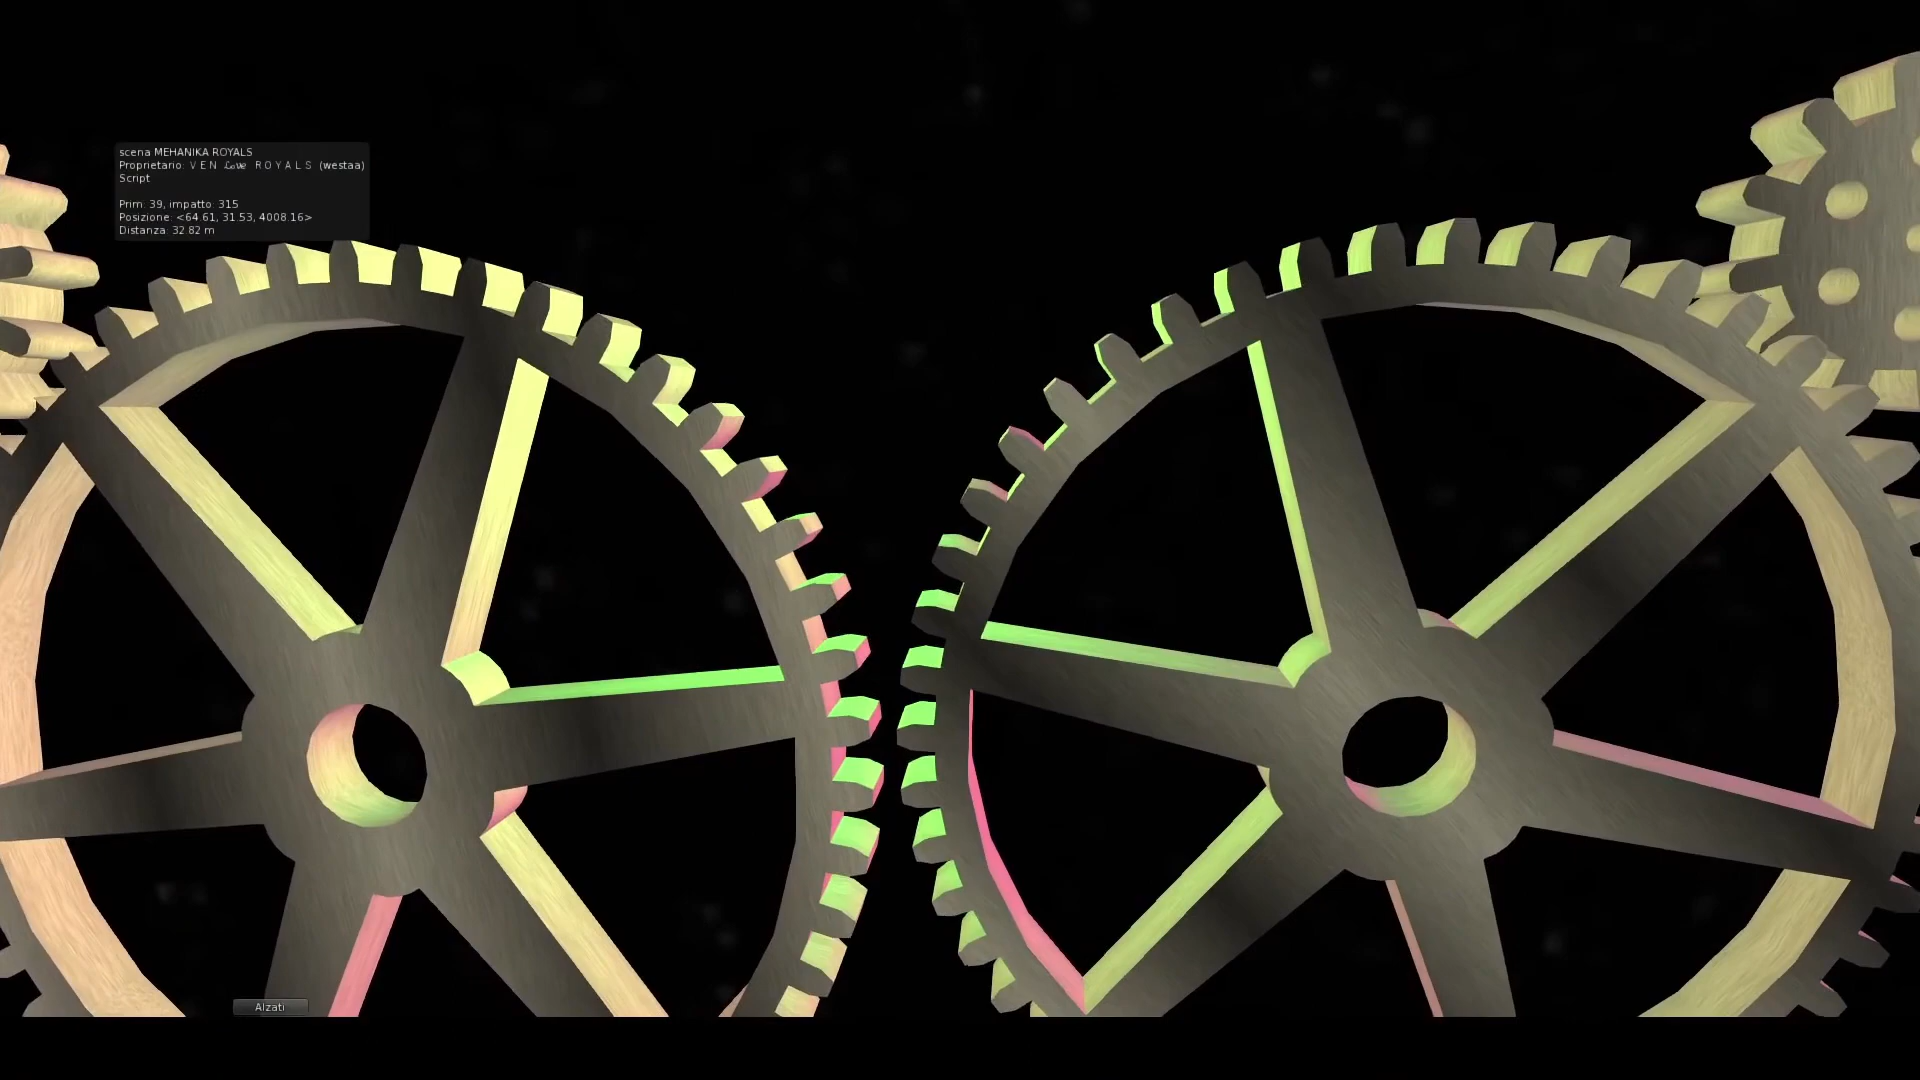 scena MEHANIKA ROYALS
Proprietario: V E N 𝓛𝓸𝓿𝓮 R O Y A L S (westaa)
Script
Prim: 39, impatto: 315
Posizione: <64.61, 31.53, 4008.16>
Distanza: 32.82 m
Alzati